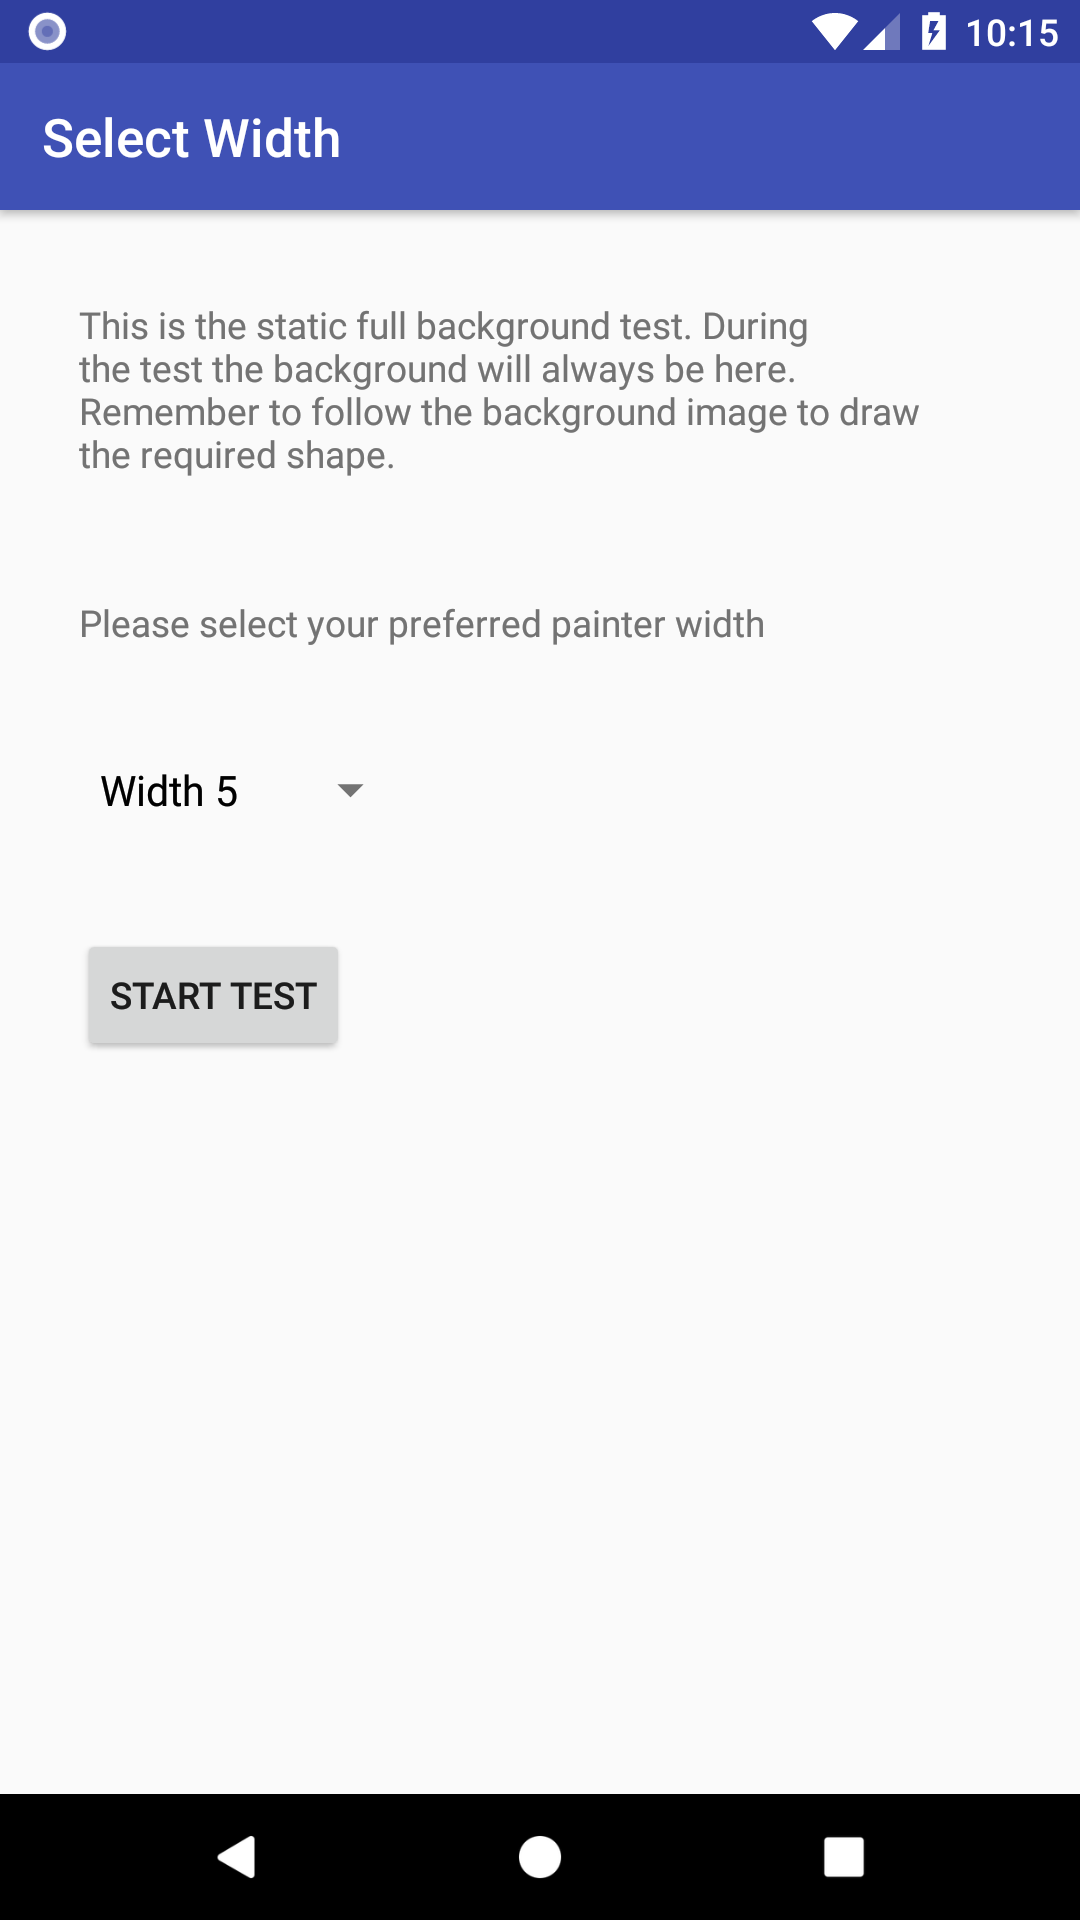 10:15
Select Width
This is the static full background test. During
the test the background will always be here.
Remember to follow the background image to draw
the required shape.
Please select your preferred painter width
Width 5
START TEST